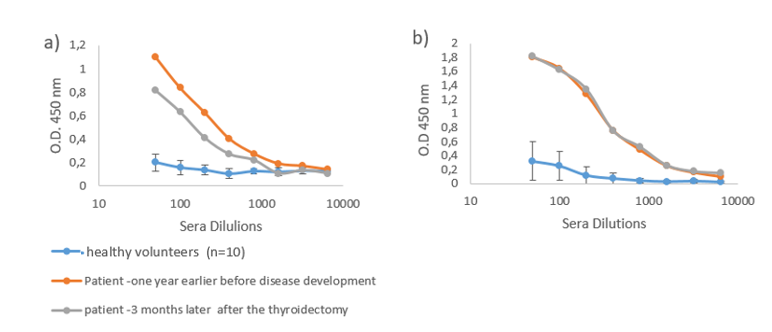 a)
1,2
1
0,8
0,6
0,4
0,2
0
O.D. 450 nm
10
100
1000
10000
Sera Dilulions
b)
2
1,8
1,6
1,4
1,2
1
0,8
0,6
0,4
0,2
0
O.D 450 nm
10
100
1000
10000
Sera Dilutions
- healthy volunteers (n=10)
Patient -one year earlier before disease development
patient -3 months later after the thyroidectomy